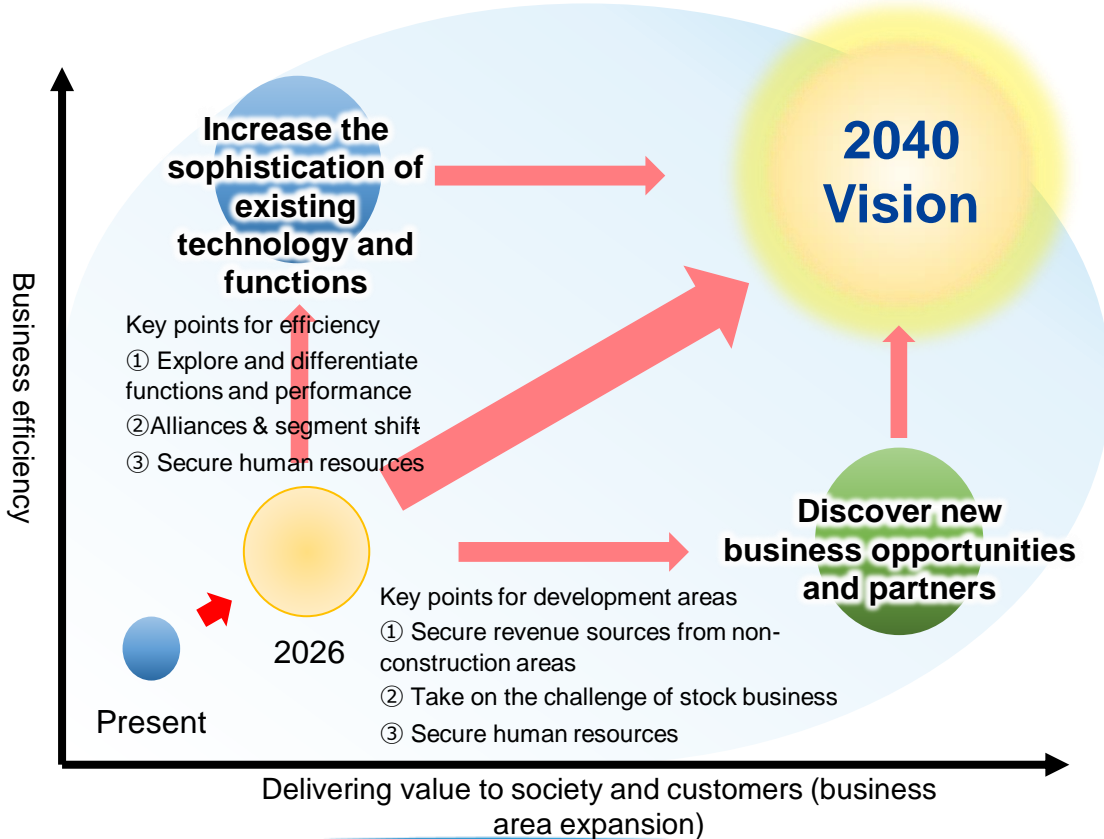 Business efficiency
Increase the
sophistication of
existing
technology and
functions
2040
Vision
Key points for efficiency
① Explore and differentiate
functions and performance
②Alliances & segment shift
③ Secure human resources
Discover new
business opportunities
and partners
2026
Present
Key points for development areas
① Secure revenue sources from non-
construction areas
② Take on the challenge of stock business
③ Secure human resources
Delivering value to society and customers (business
area expansion)